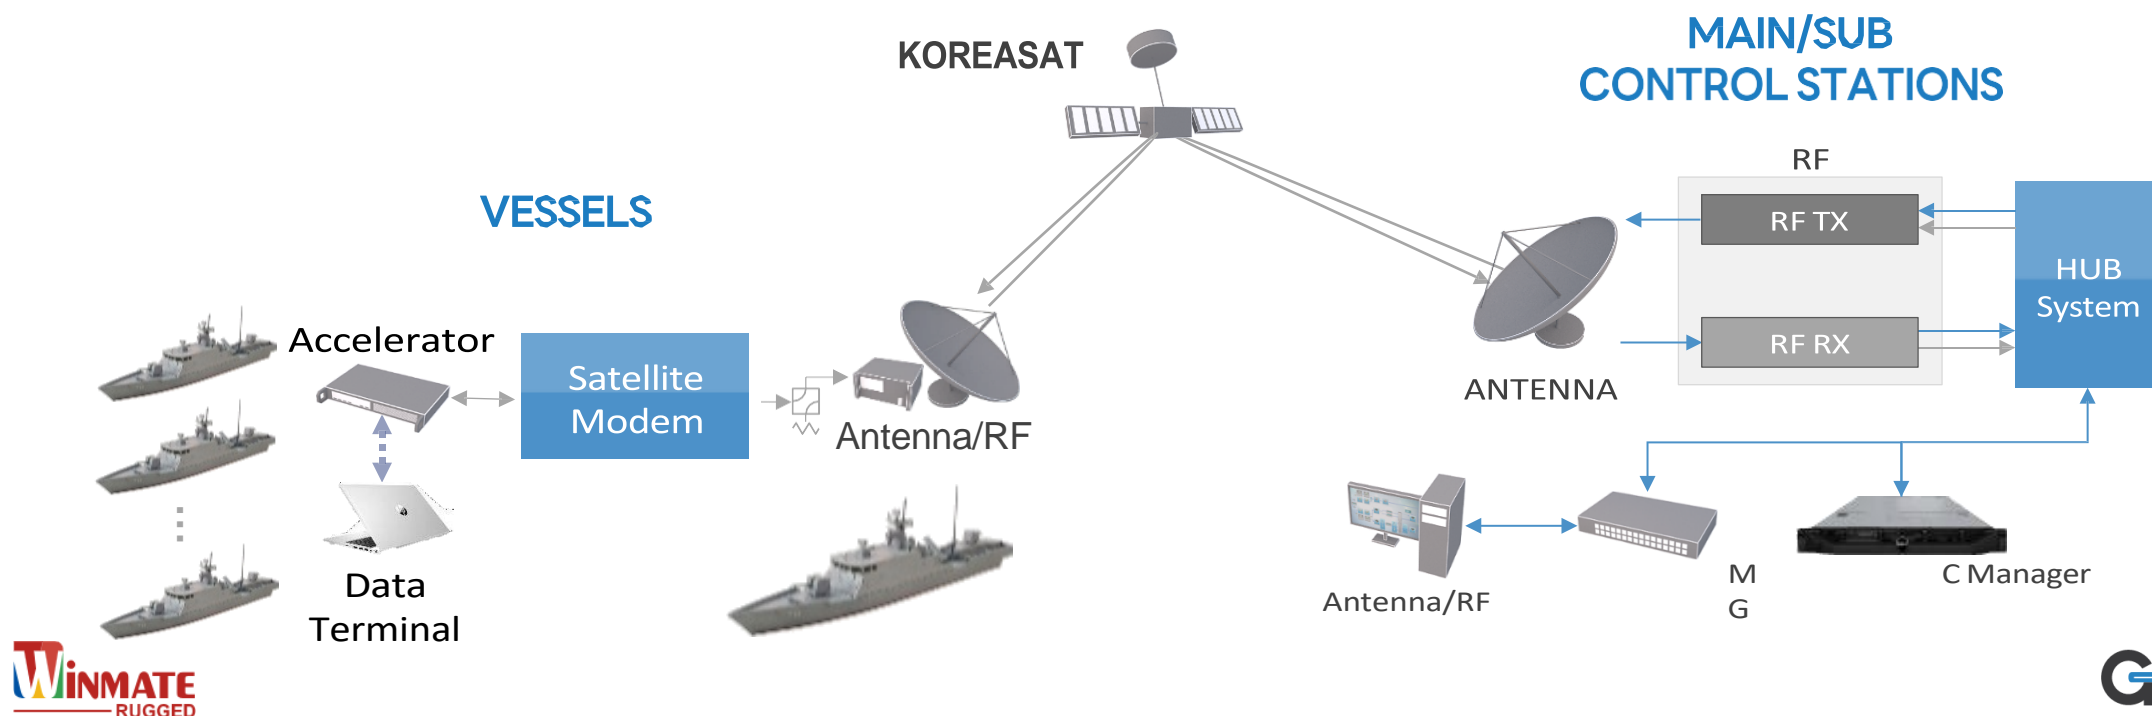 KOREASAT
MAIN/SUB
CONTROL STATIONS
VESSELS
RF
RF TX
RF RX
HUB
System
ANTENNA
Accelerator
Satellite
Modem
Antenna/RF
Data
Terminal
Antenna/RF
M
G
C Manager
WINMATE
RUGGED